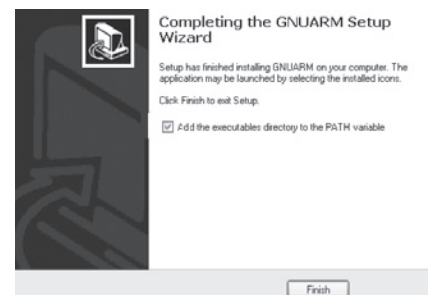 Completing the GNUARM Setup
Wizard
Setup has finished installing GNUARM on your computer. The
application may be launched by selecting the installed icons.
Click Finish to exit Setup.
Add the executables directory to the PATH variable
Finish